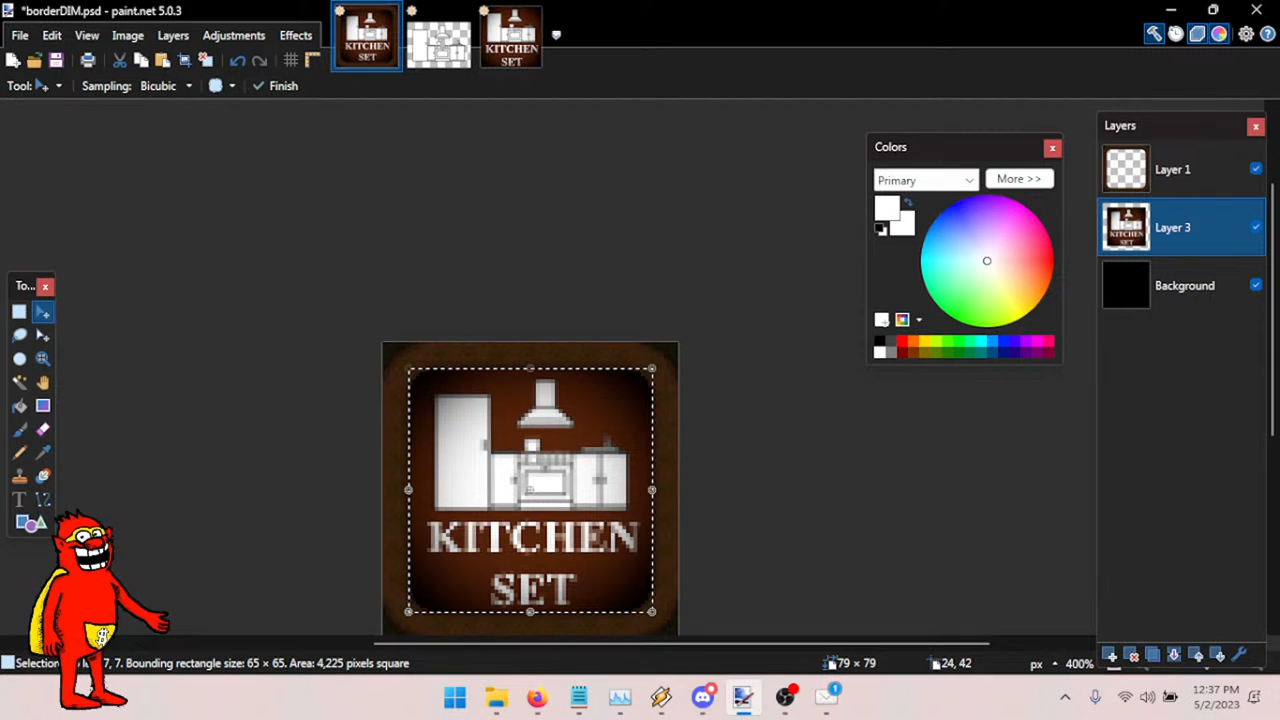 *borderDIM.psd - paint.net 5.0.3
File Edit View Image Layers Adjustments Effects
KITCHEN
SET
KITCHEN
SET
Tool: Sampling: Bicubic Finish
Layers
Layer 1
Layer 3
Background
Colors
Primary More >>
To...
KITCHEN
SET
$
Selection 7, 7. Bounding rectangle size: 65 × 65. Area: 4,225 pixels square
79 × 79 24, 42 px 400%
1
12:37 PM
5/2/2023